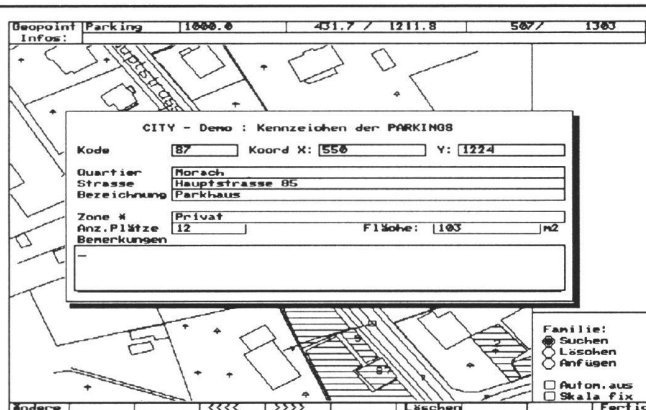 Geopoint Parking 1000.0 431.7 / 1211.8 507/ 1303
Infos:
CITY - Demo : Kennzeichen der PARKINGS
Kode 87 Koord X: 550 Y: 1224
Quartier Morach
Strasse Hauptstrasse 85
Bezeichnung Parkhaus
Zone * Privat
Anz.Plätze 12 Fläche: 103 m2
Bemerkungen
Familie:
Suchen
Löschen
Anfügen
Autom.aus
Skala fix
Ändere <<<< >>>> Löschen Fertig